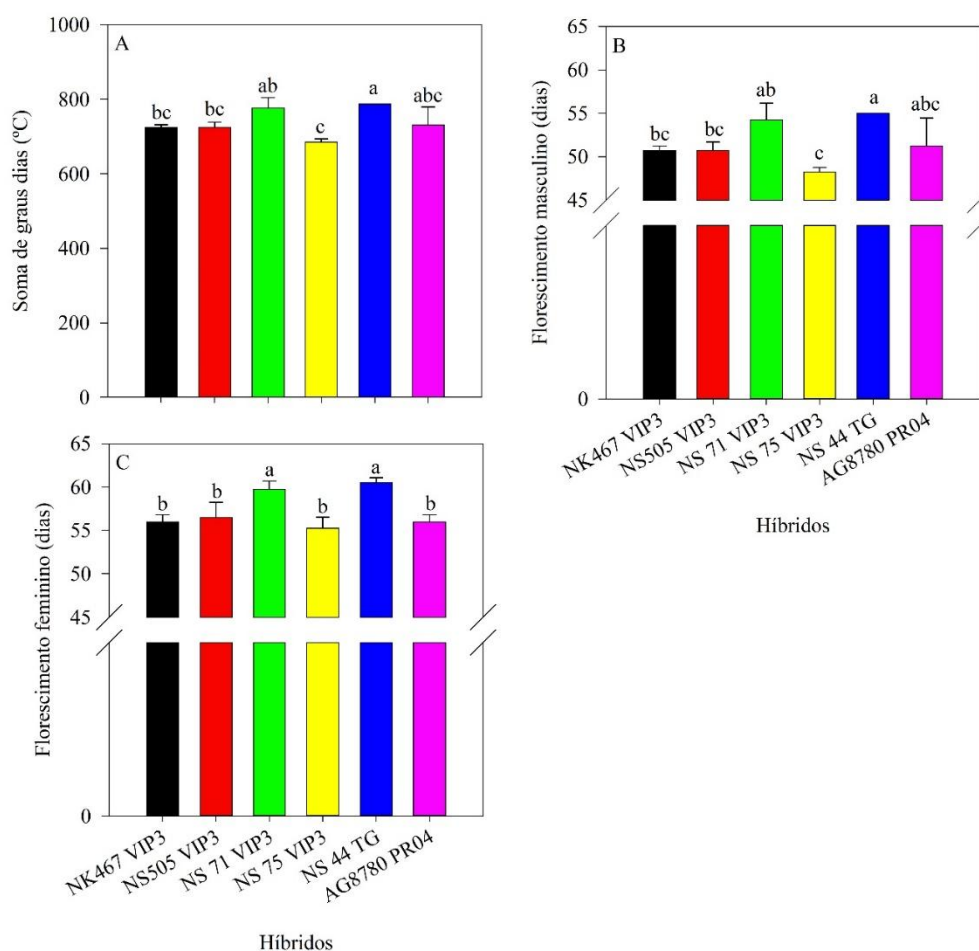 A
Soma de graus dias (ºC)
1000
800
600
400
200
0
bc
bc
ab
c
a
abc
B
Florescimento masculino (dias)
65
60
55
50
45
0
bc
bc
ab
c
a
abc
NK467 VIP3
NS505 VIP3
NS 71 VIP3
NS 75 VIP3
NS 44 TG
AG8780 PR04
Híbridos
C
Florescimento feminino (dias)
65
60
55
50
45
0
b
b
a
b
a
b
NK467 VIP3
NS505 VIP3
NS 71 VIP3
NS 75 VIP3
NS 44 TG
AG8780 PR04
Híbridos